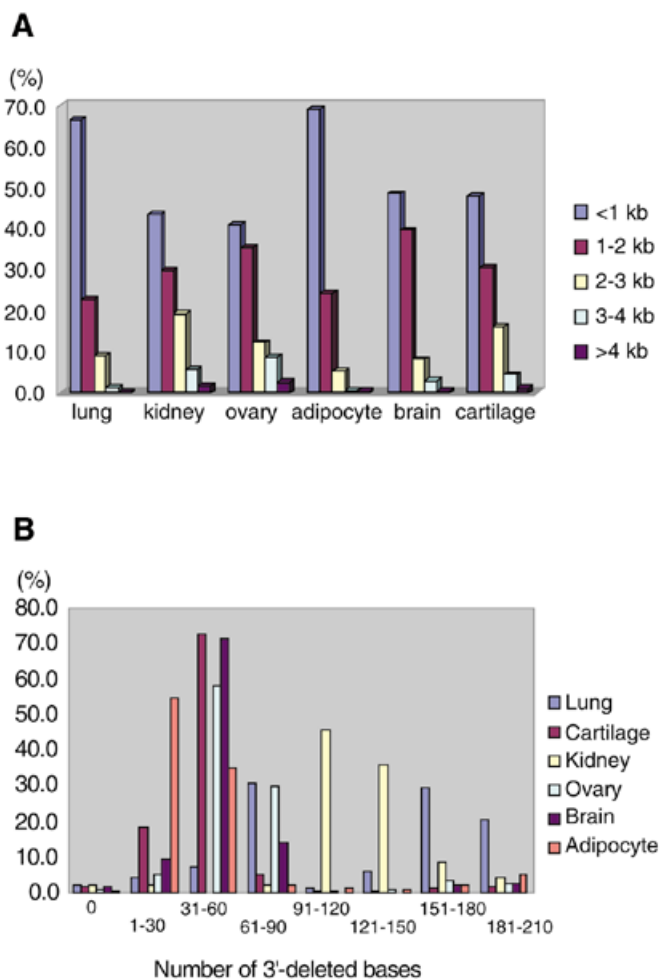 A
(%)
70.0
60.0
50.0
40.0
30.0
20.0
10.0
0.0
lung kidney ovary adipocyte brain cartilage
<1 kb
1-2 kb
2-3 kb
3-4 kb
>4 kb
B
(%)
80.0
70.0
60.0
50.0
40.0
30.0
20.0
10.0
0.0
0 31-60 91-120 151-180
1-30 61-90 121-150 181-210
Number of 3'-deleted bases
Lung
Cartilage
Kidney
Ovary
Brain
Adipocyte